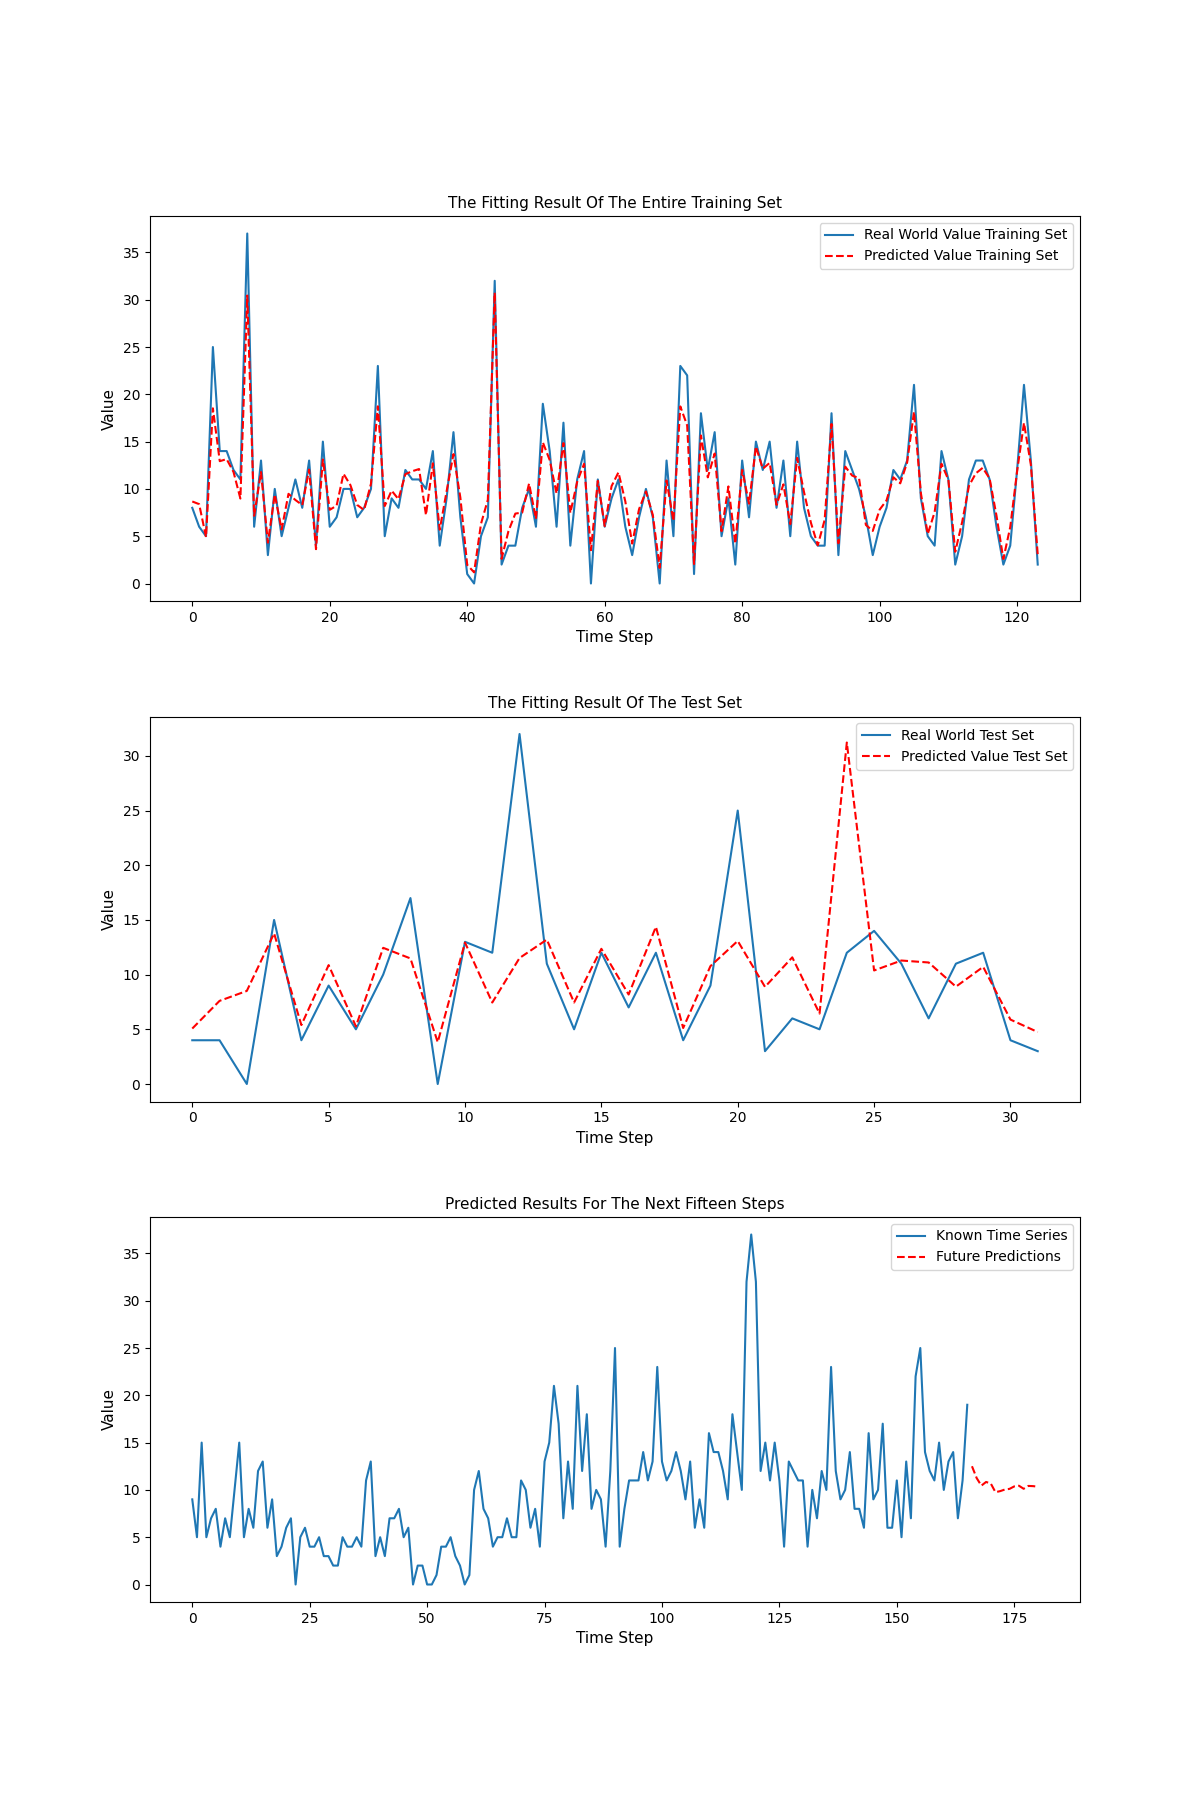 The Fitting Result Of The Entire Training Set
Real World Value Training Set
Predicted Value Training Set
Value
35
30
25
20
15
10
5
0
0 20 40 60 80 100 120
Time Step
The Fitting Result Of The Test Set
Real World Test Set
Predicted Value Test Set
Value
30
25
20
15
10
5
0
0 5 10 15 20 25 30
Time Step
Predicted Results For The Next Fifteen Steps
Known Time Series
Future Predictions
Value
35
30
25
20
15
10
5
0
0 25 50 75 100 125 150 175
Time Step